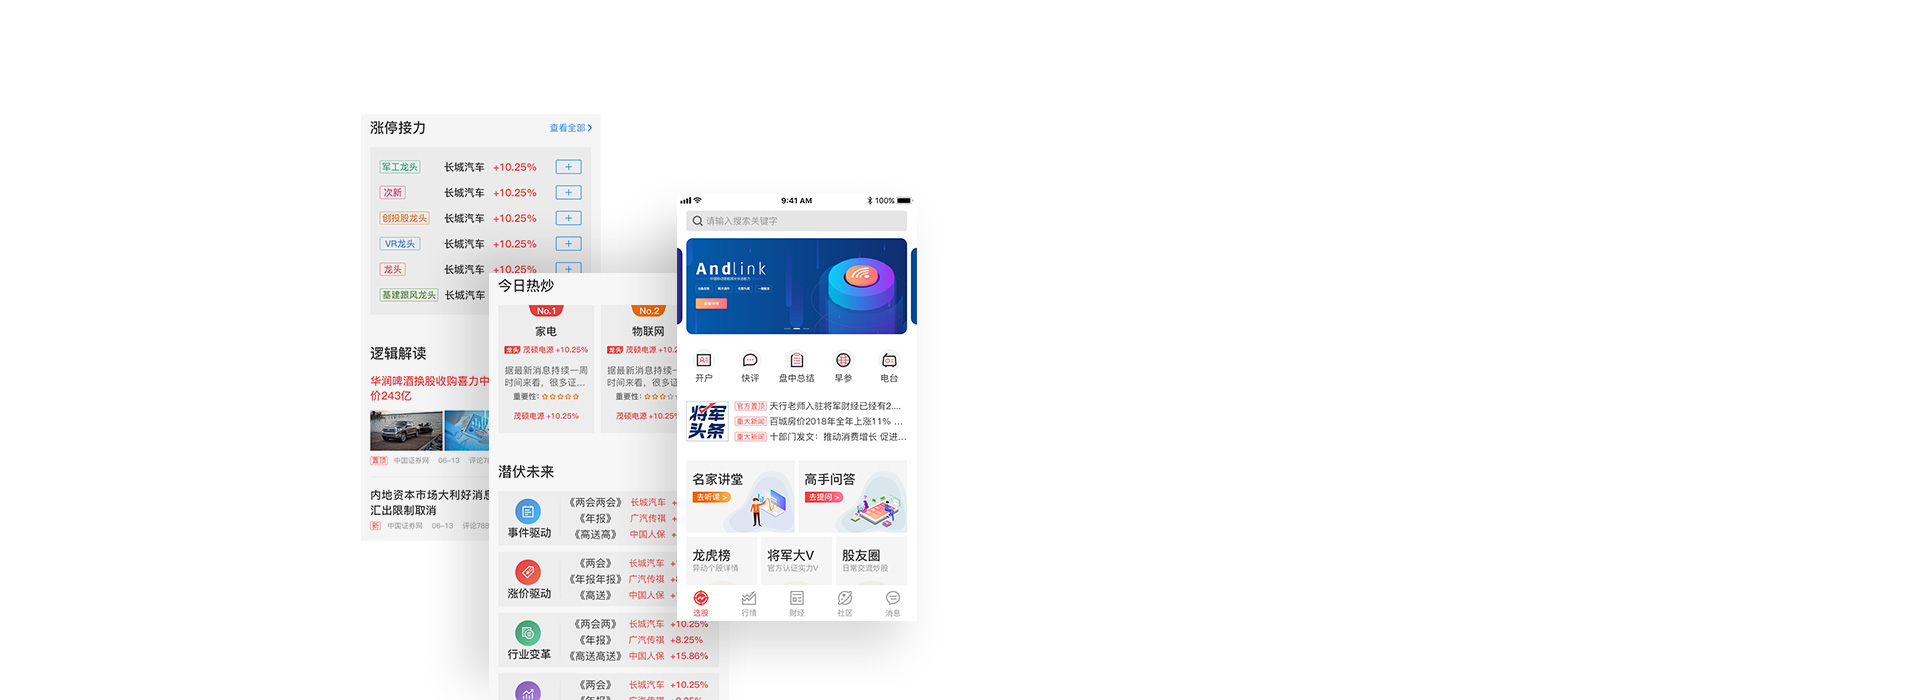 涨停接力
查看全部
军工龙头 长城汽车 +10.25% +
次新 长城汽车 +10.25% +
创投股龙头 长城汽车 +10.25% +
VR龙头 长城汽车 +10.25% +
龙头 长城汽车 +10.25% +
基建跟风龙头 长城汽车
逻辑解读
华润啤酒换股收购喜力中
价243亿
置顶 中国证券网 06-13 评论78
内地资本市场大利好消息
汇出限制取消
新 中国证券网 06-13 评论788
今日热炒
No.1
家电
龙头 茂硕电源 +10.25%
据最新消息持续一周
时间来看，很多证...
重要性：
茂硕电源 +10.25%
No.2
物联网
龙头 茂硕电源 +10.2
据最新消息持续一
时间来看，很多证
重要性：
茂硕电源 +10.25%
潜伏未来
事件驱动
《两会两会》 长城汽车 +
《年报》 广汽传祺 +
《高送高》 中国人保 +
涨价驱动
《两会》 长城汽车 +
《年报年报》 广汽传祺 +8
《高送》 中国人保 +
行业变革
《两会两》 长城汽车 +10.25%
《年报》 广汽传祺 +8.25%
《高送高送》 中国人保 +15.86%
《两会》 长城汽车 +10.25%
9:41 AM
100%
请输入搜索关键字
Andlink
开户
快评
盘中总结
早参
电台
将军
头条
官方置顶 天行老师入驻将军财经已经有2....
重大新闻 百城房价2018年全年上涨11% ...
重大新闻 十部门发文：推动消费增长 促进...
名家讲堂
去听课 >
高手问答
去提问 >
龙虎榜
异动个股详情
将军大V
官方认证实力V
股友圈
日常交流炒股
选股
行情
财经
社区
消息